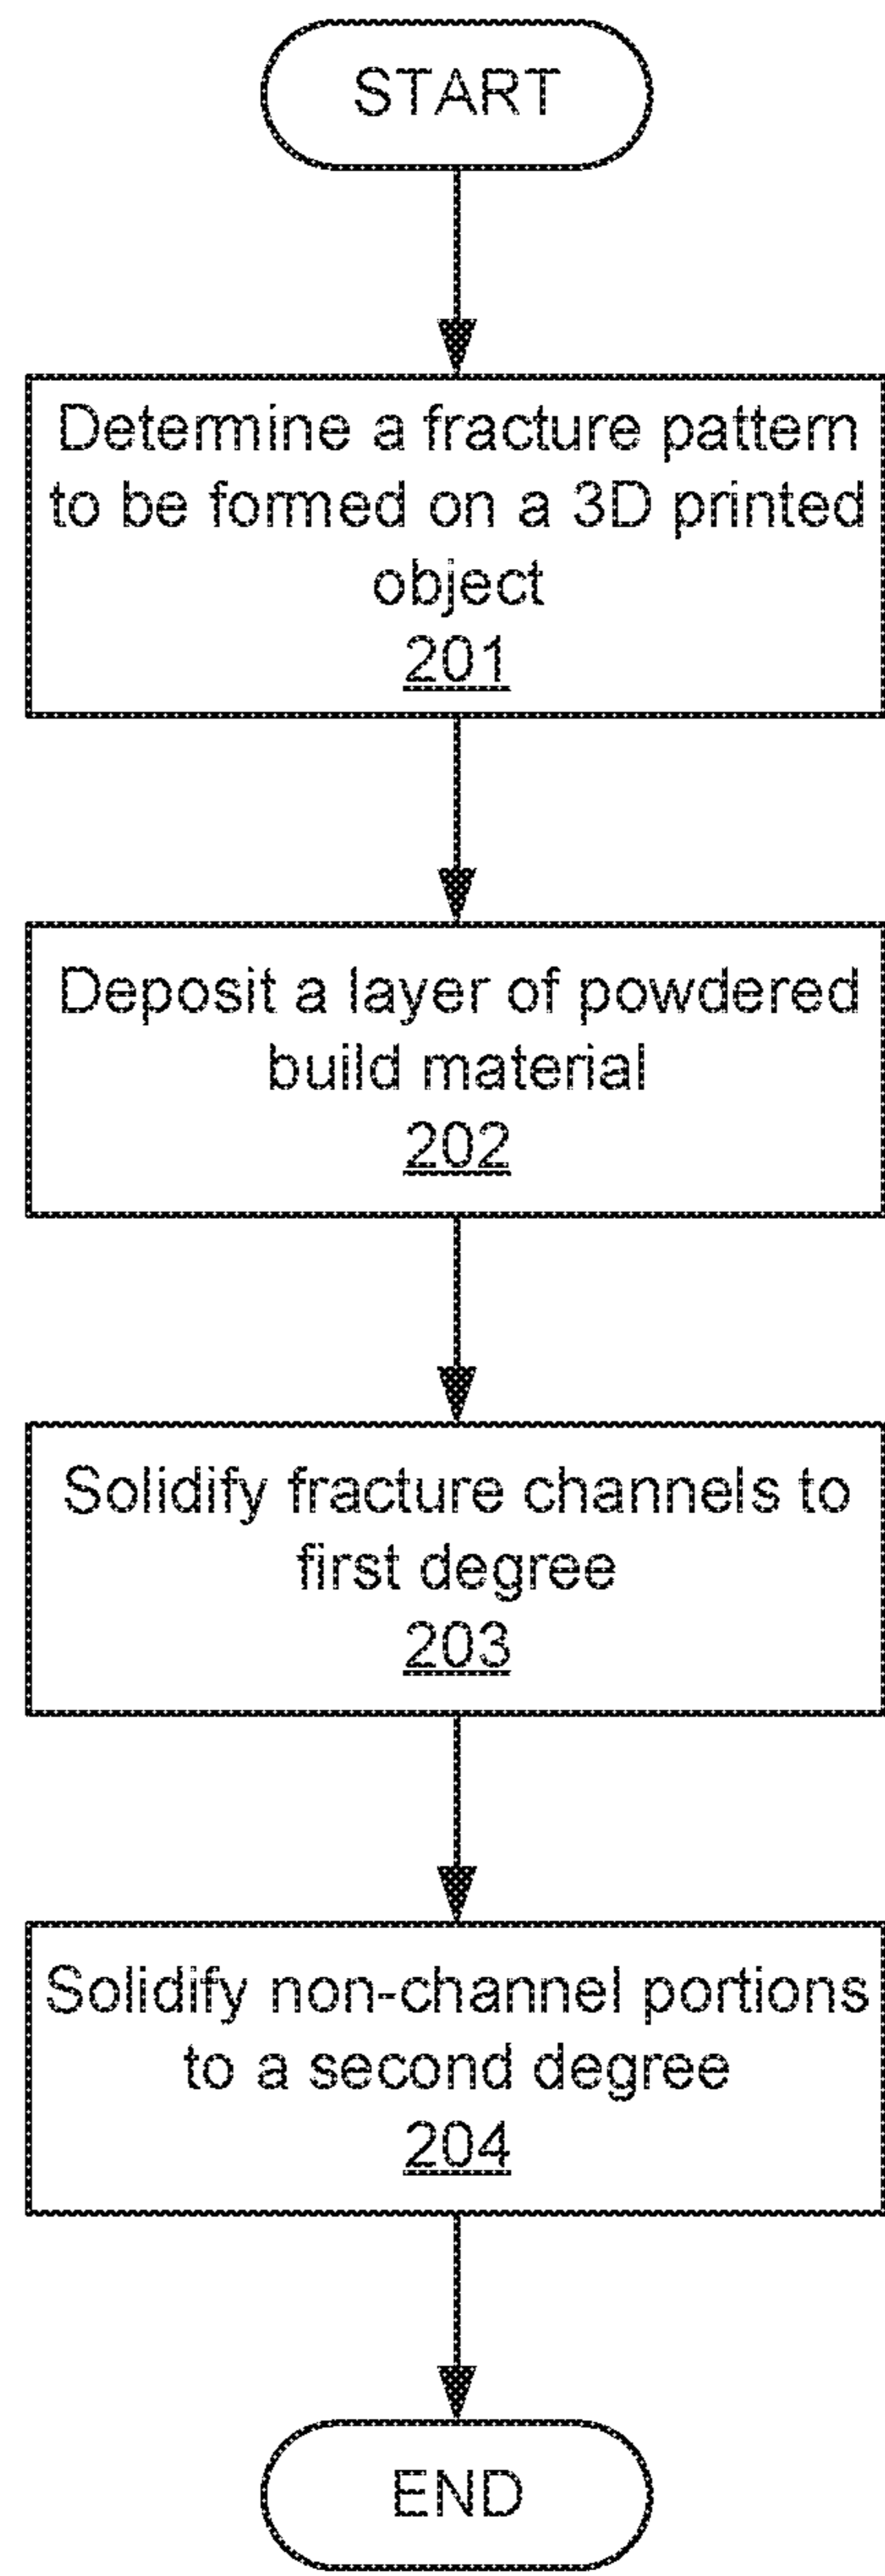 START
Determine a fracture pattern
to be formed on a 3D printed
object
201
Deposit a layer of powdered
build material
202
Solidify fracture channels to
first degree
203
Solidify non-channel portions
to a second degree
204
END